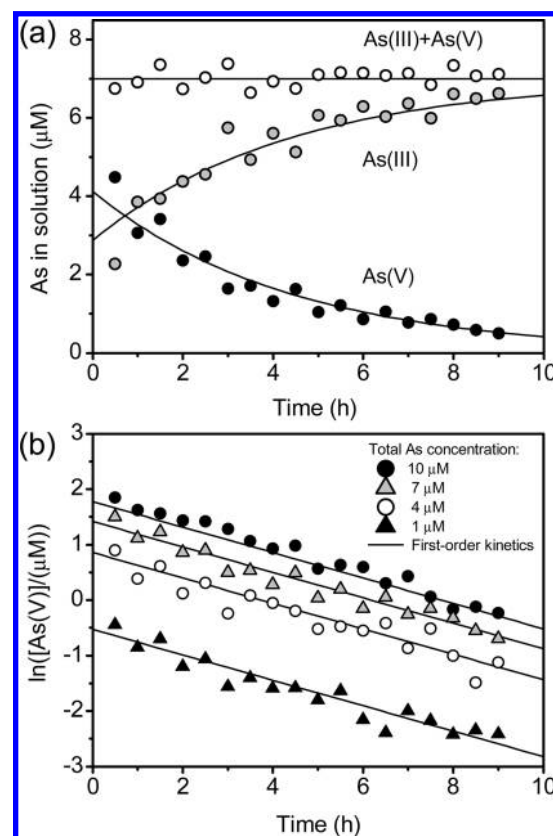 (a)
As(III)+As(V)
As(III)
As(V)
As in solution (μM)
8
6
4
2
0
0 2 4 6 8 10
Time (h)
(b)
Total As concentration:
10 μM
7 μM
4 μM
1 μM
First-order kinetics
ln([As(V)]/(μM))
2
1
0
-1
-2
-3
0 2 4 6 8 10
Time (h)